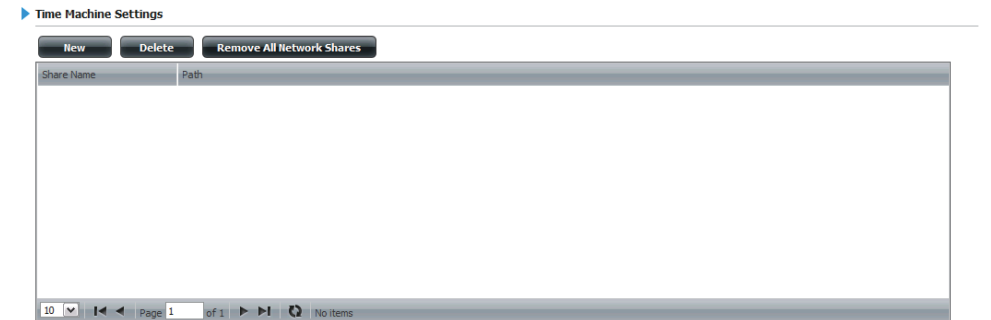 Time Machine Settings
New Delete Remove All Network Shares
Share Name Path
10 Page 1 of 1 No items